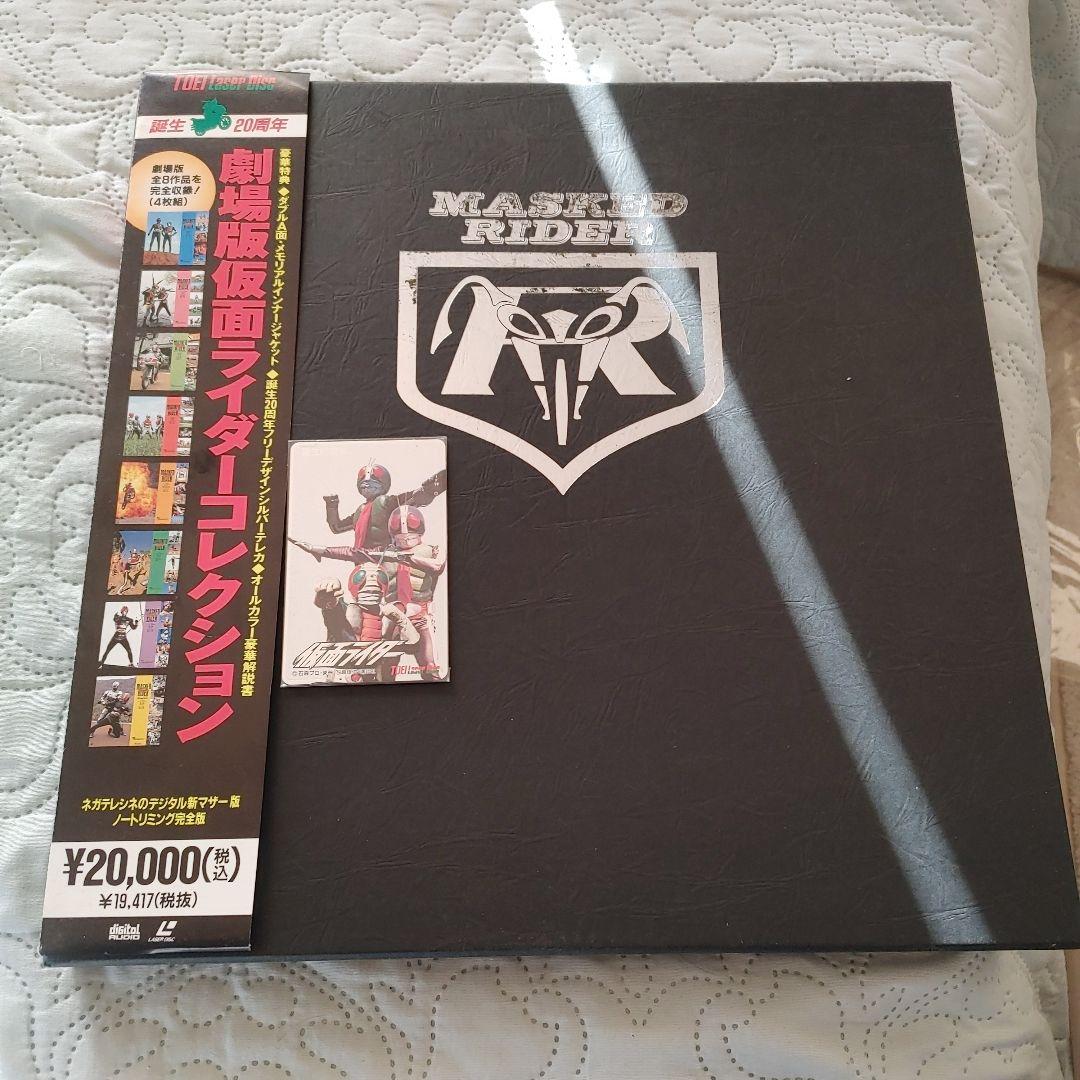 TOEI Laser Disc
誕生 20周年
劇場版
全8作品を
完全収録!
(4枚組)
劇場版仮面ライダーコレクション
豪華特典 ◆ダブルA面・メモリアルインナージャケット ◆誕生20周年フリーデザインシルバーテレカ ◆オールカラー豪華解説書
ネガテレシネのデジタル新マザー版
ノートリミング完全版
¥20,000(税込)
¥19,417(税抜)
digital AUDIO
LASER DISC
MASKED
RIDER
仮面ライダー
TOEI